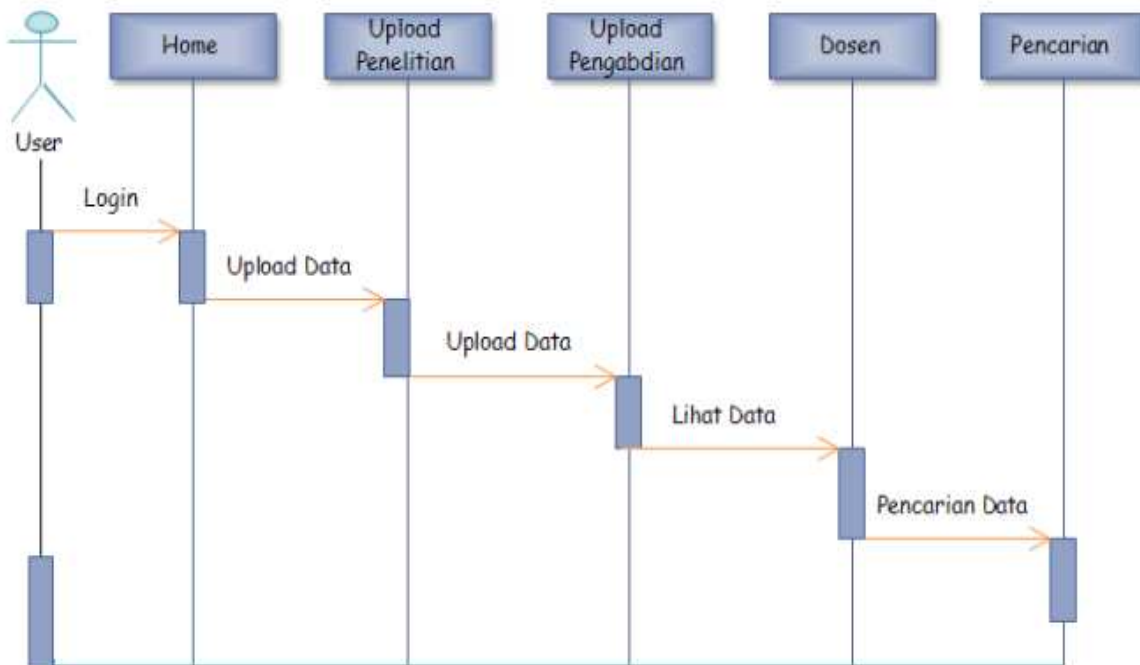 Home
Upload
Penelitian
Upload
Pengabdian
Dosen
Pencarian
User
Login
Upload Data
Upload Data
Lihat Data
Pencarian Data